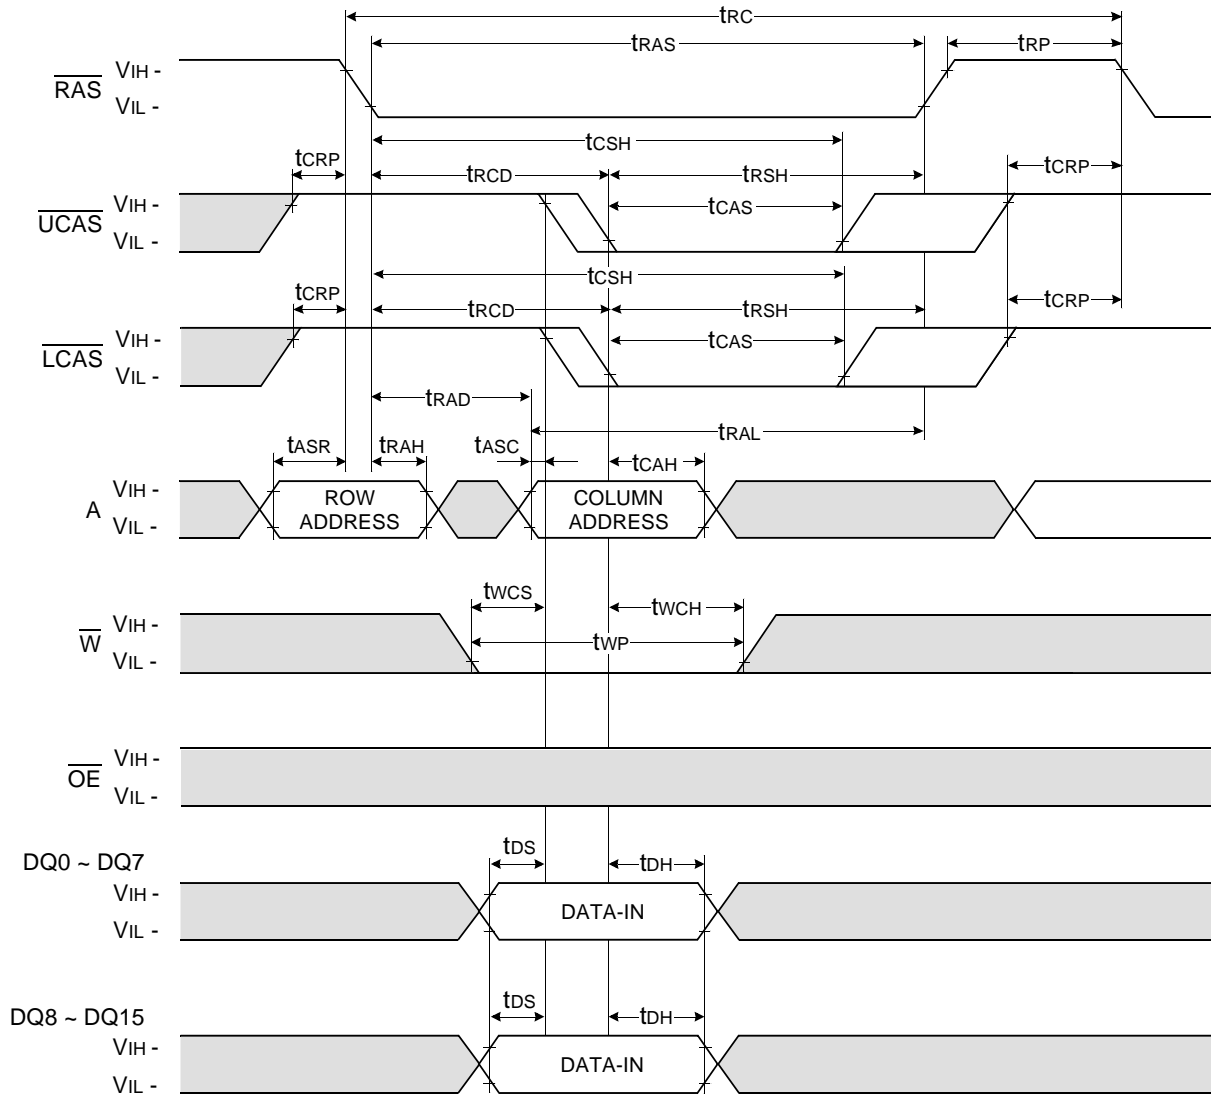 tRC
tRAS
tRP
RAS
VIH -
VIL -
tCSH
tCRP
tRCD
tRSH
tCRP
UCAS
VIH -
VIL -
tCAS
tCSH
tCRP
tRCD
tRSH
tCRP
LCAS
VIH -
VIL -
tCAS
tRAD
tRAL
tASR
tRAH
tASC
tCAH
A
VIH -
VIL -
ROW
ADDRESS
COLUMN
ADDRESS
tWCS
tWCH
W
VIH -
VIL -
tWP
OE
VIH -
VIL -
DQ0 ~ DQ7
tDS
tDH
VIH -
VIL -
DATA-IN
DQ8 ~ DQ15
tDS
tDH
VIH -
VIL -
DATA-IN